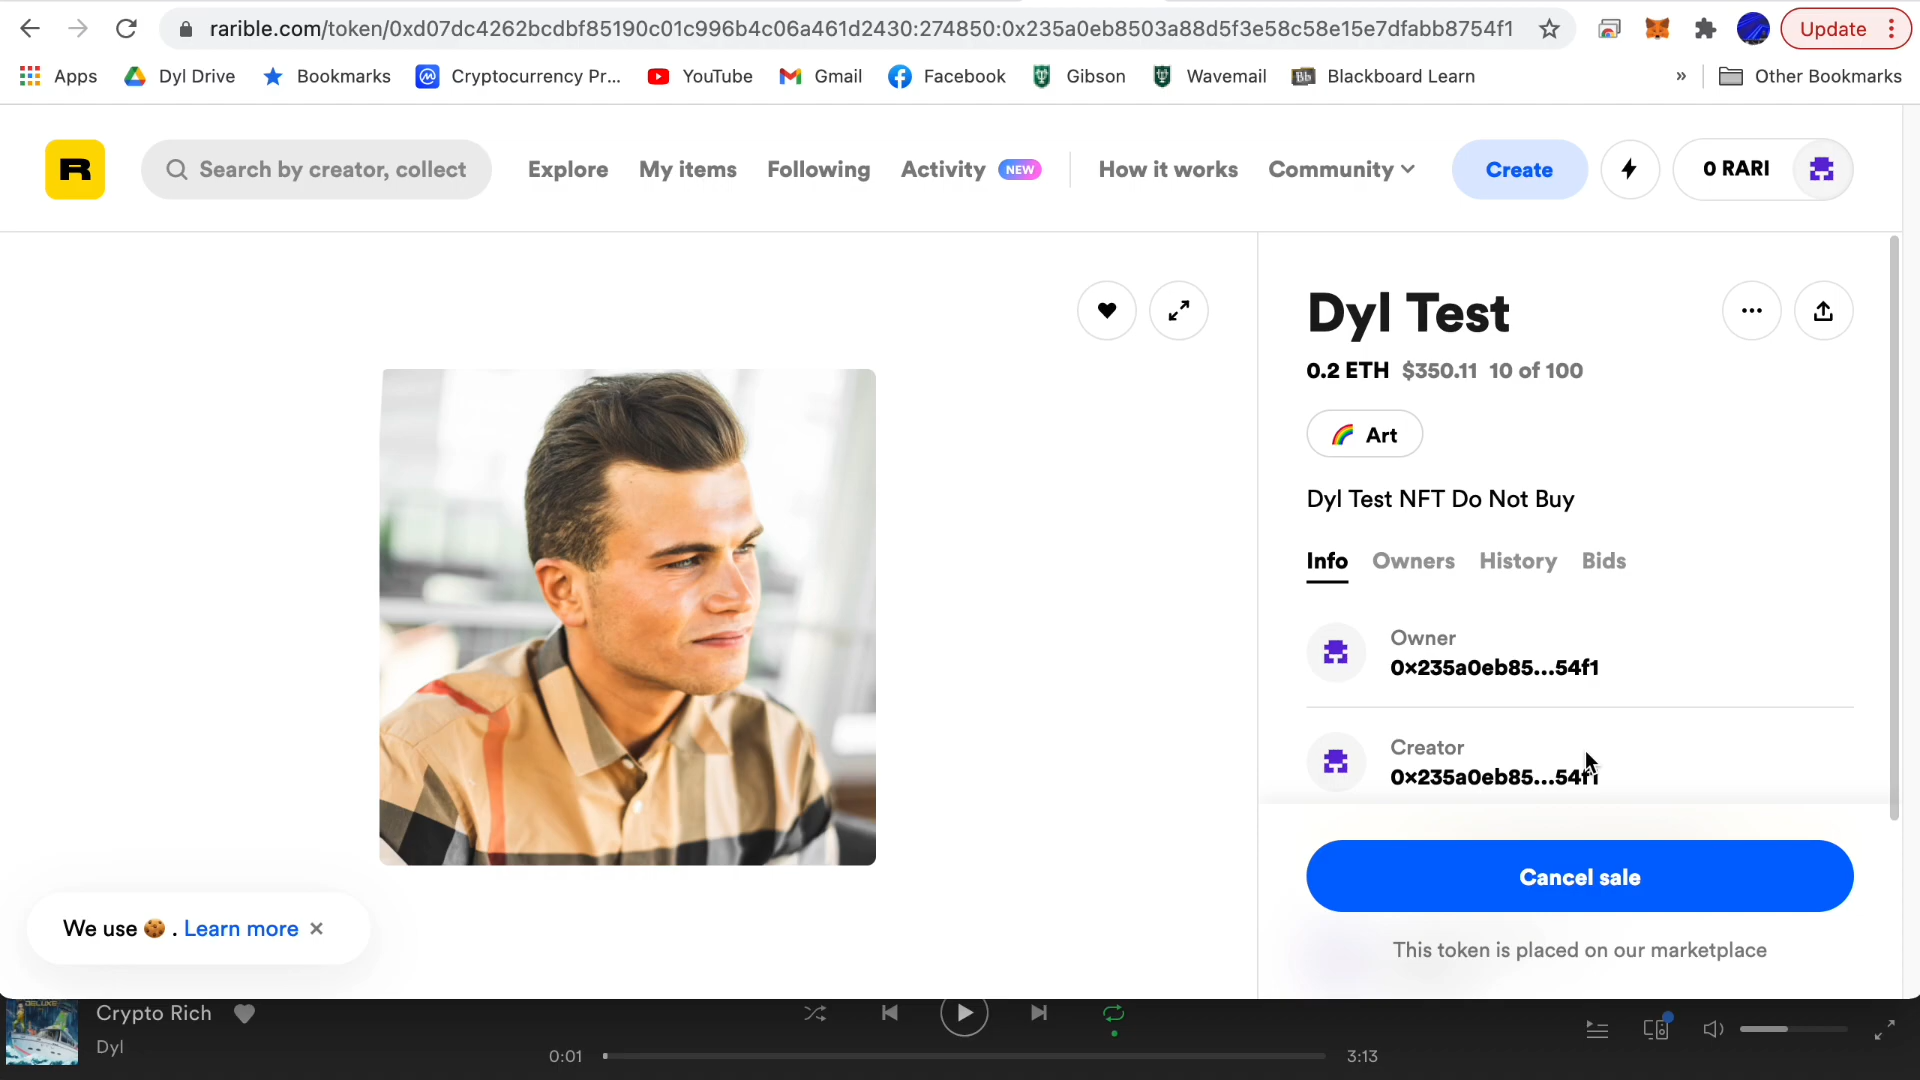 rarible.com/token/0xd07dc4262bcdbf85190c01c996b4c06a461d2430:274850:0x235a0eb8503a88d5f3e58c58e15e7dfabb8754f1
Update
Apps
Dyl Drive
Bookmarks
Cryptocurrency Pr...
YouTube
Gmail
Facebook
Gibson
Wavemail
Bb
Blackboard Learn
»
Other Bookmarks
R
Search by creator, collect
Explore
My items
Following
Activity
NEW
How it works
Community
Create
0 RARI
Dyl Test
0.2 ETH $350.11 10 of 100
Art
Dyl Test NFT Do Not Buy
Info Owners History Bids
Owner
0x235a0eb85...54f1
Creator
0x235a0eb85...54f1
Cancel sale
This token is placed on our marketplace
We use 🍪 . Learn more ×
DELUXE
Crypto Rich
Dyl
0:01
3:13